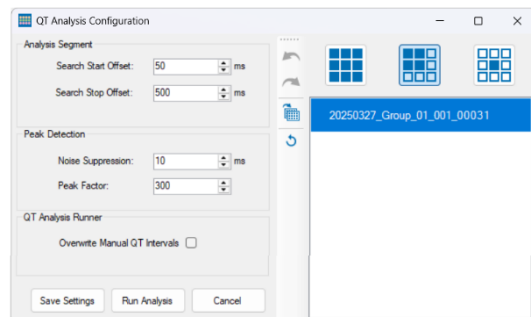 QT Analysis Configuration
Analysis Segment
Search Start Offset: 50 ms
Search Stop Offset: 500 ms
Peak Detection
Noise Suppression: 10 ms
Peak Factor: 300
QT Analysis Runner
Overwrite Manual QT Intervals
Save Settings Run Analysis Cancel
20250327_Group_01_001_00031